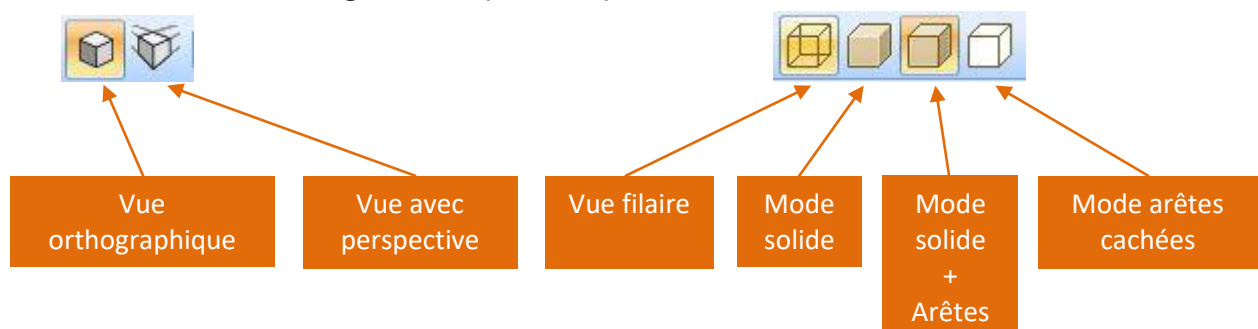 Vue
orthographique
Vue avec
perspective
Vue filaire
Mode
solide
Mode
solide
+
Arêtes
Mode arêtes
cachées